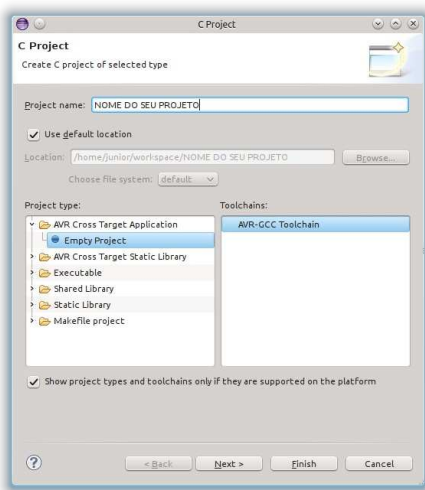 C Project
C Project
Create C project of selected type
Project name: NOME DO SEU PROJETO
Use default location
Location: /home/junior/workspace/NOME DO SEU PROJETO Browse...
Choose file system: default
Project type: Toolchains:
AVR Cross Target Application AVR-GCC Toolchain
Empty Project
AVR Cross Target Static Library
Executable
Shared Library
Static Library
Makefile project
Show project types and toolchains only if they are supported on the platform
? < Back Next > Finish Cancel